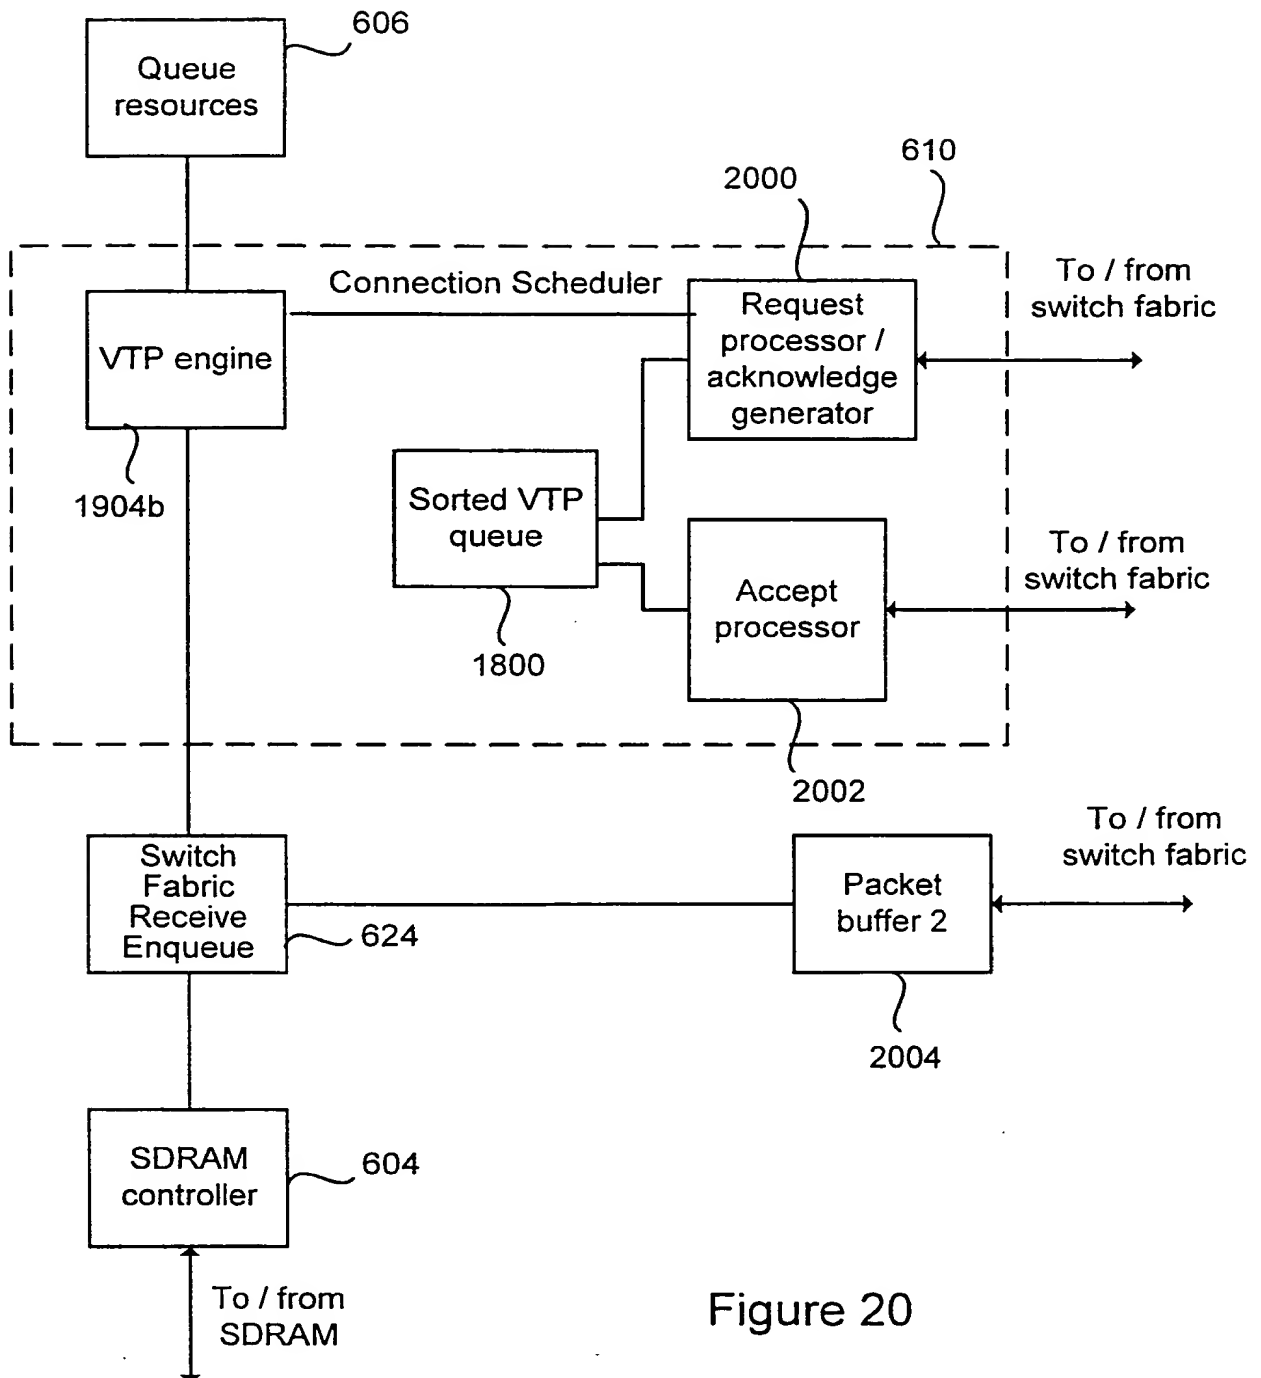 606
Queue
resources
610
2000
Connection Scheduler
To / from
switch fabric
Request
processor /
acknowledge
generator
VTP engine
1904b
Sorted VTP
queue
1800
To / from
switch fabric
Accept
processor
2002
To / from
switch fabric
Switch
Fabric
Receive
Enqueue
624
Packet
buffer 2
2004
SDRAM
controller
604
To / from
SDRAM
Figure 20